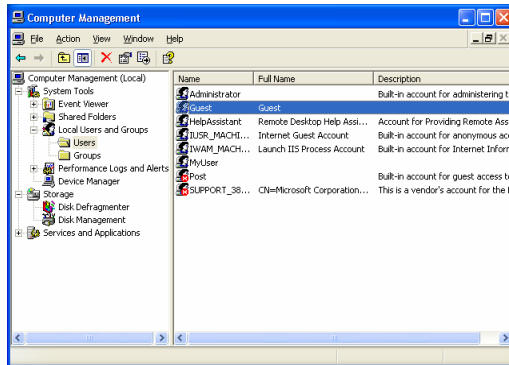 Computer Management
File Action View Window Help
Computer Management (Local)
System Tools
Event Viewer
Shared Folders
Local Users and Groups
Users
Groups
Performance Logs and Alerts
Device Manager
Storage
Disk Defragmenter
Disk Management
Services and Applications
Name Full Name Description
Administrator Built-in account for administering t
Guest Guest
HelpAssistant Remote Desktop Help Assi... Account for Providing Remote Ass
IUSR_MACHI... Internet Guest Account Built-in account for anonymous acc
IWAM_MACH... Launch IIS Process Account Built-in account for Internet Inform
MyUser
Post Built-in account for guest access to
SUPPORT_38... CN=Microsoft Corporation... This is a vendor's account for the